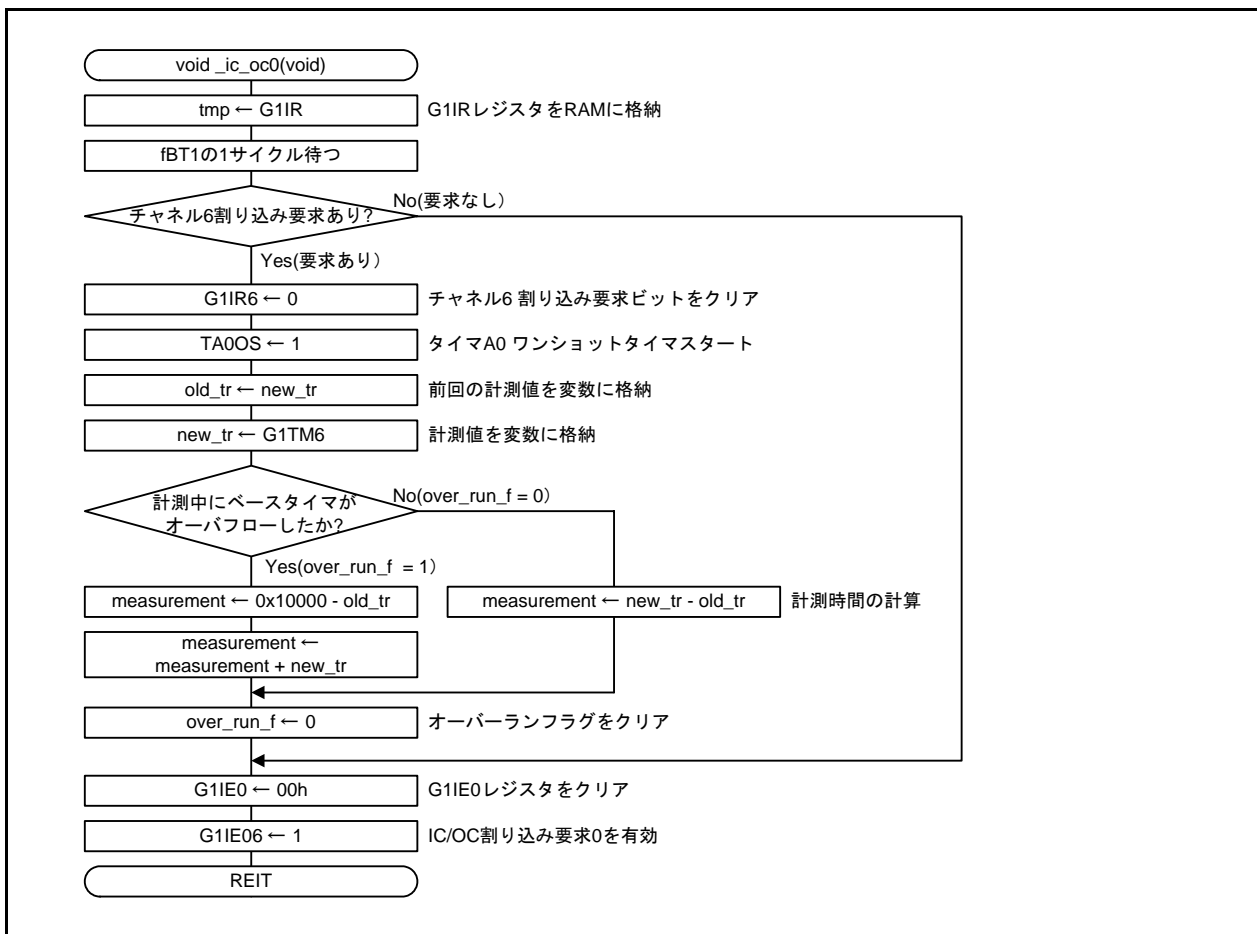 void _ic_oc0(void)
tmp ← G1IR
G1IRレジスタをRAMに格納
fBT1の1サイクル待つ
No(要求なし)
チャネル6割り込み要求あり?
Yes(要求あり)
G1IR6 ← 0
チャネル6 割り込み要求ビットをクリア
TA0OS ← 1
タイマA0 ワンショットタイマスタート
old_tr ← new_tr
前回の計測値を変数に格納
new_tr ← G1TM6
計測値を変数に格納
計測中にベースタイマが
オーバフローしたか?
No(over_run_f = 0)
Yes(over_run_f = 1)
measurement ← 0x10000 - old_tr
measurement ← new_tr - old_tr
計測時間の計算
measurement ←
measurement + new_tr
over_run_f ← 0
オーバーランフラグをクリア
G1IE0 ← 00h
G1IE0レジスタをクリア
G1IE06 ← 1
IC/OC割り込み要求0を有効
REIT